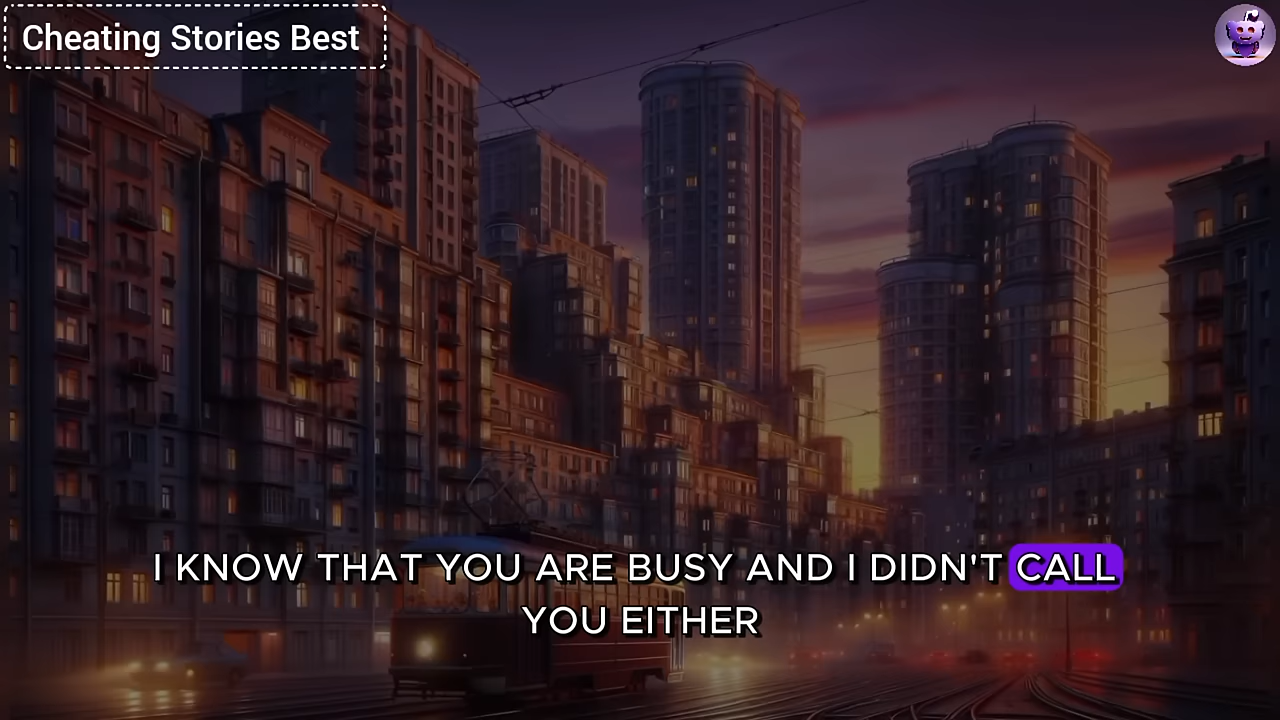 Cheating Stories Best
I KNOW THAT YOU ARE BUSY AND I DIDN'T CALL
YOU EITHER